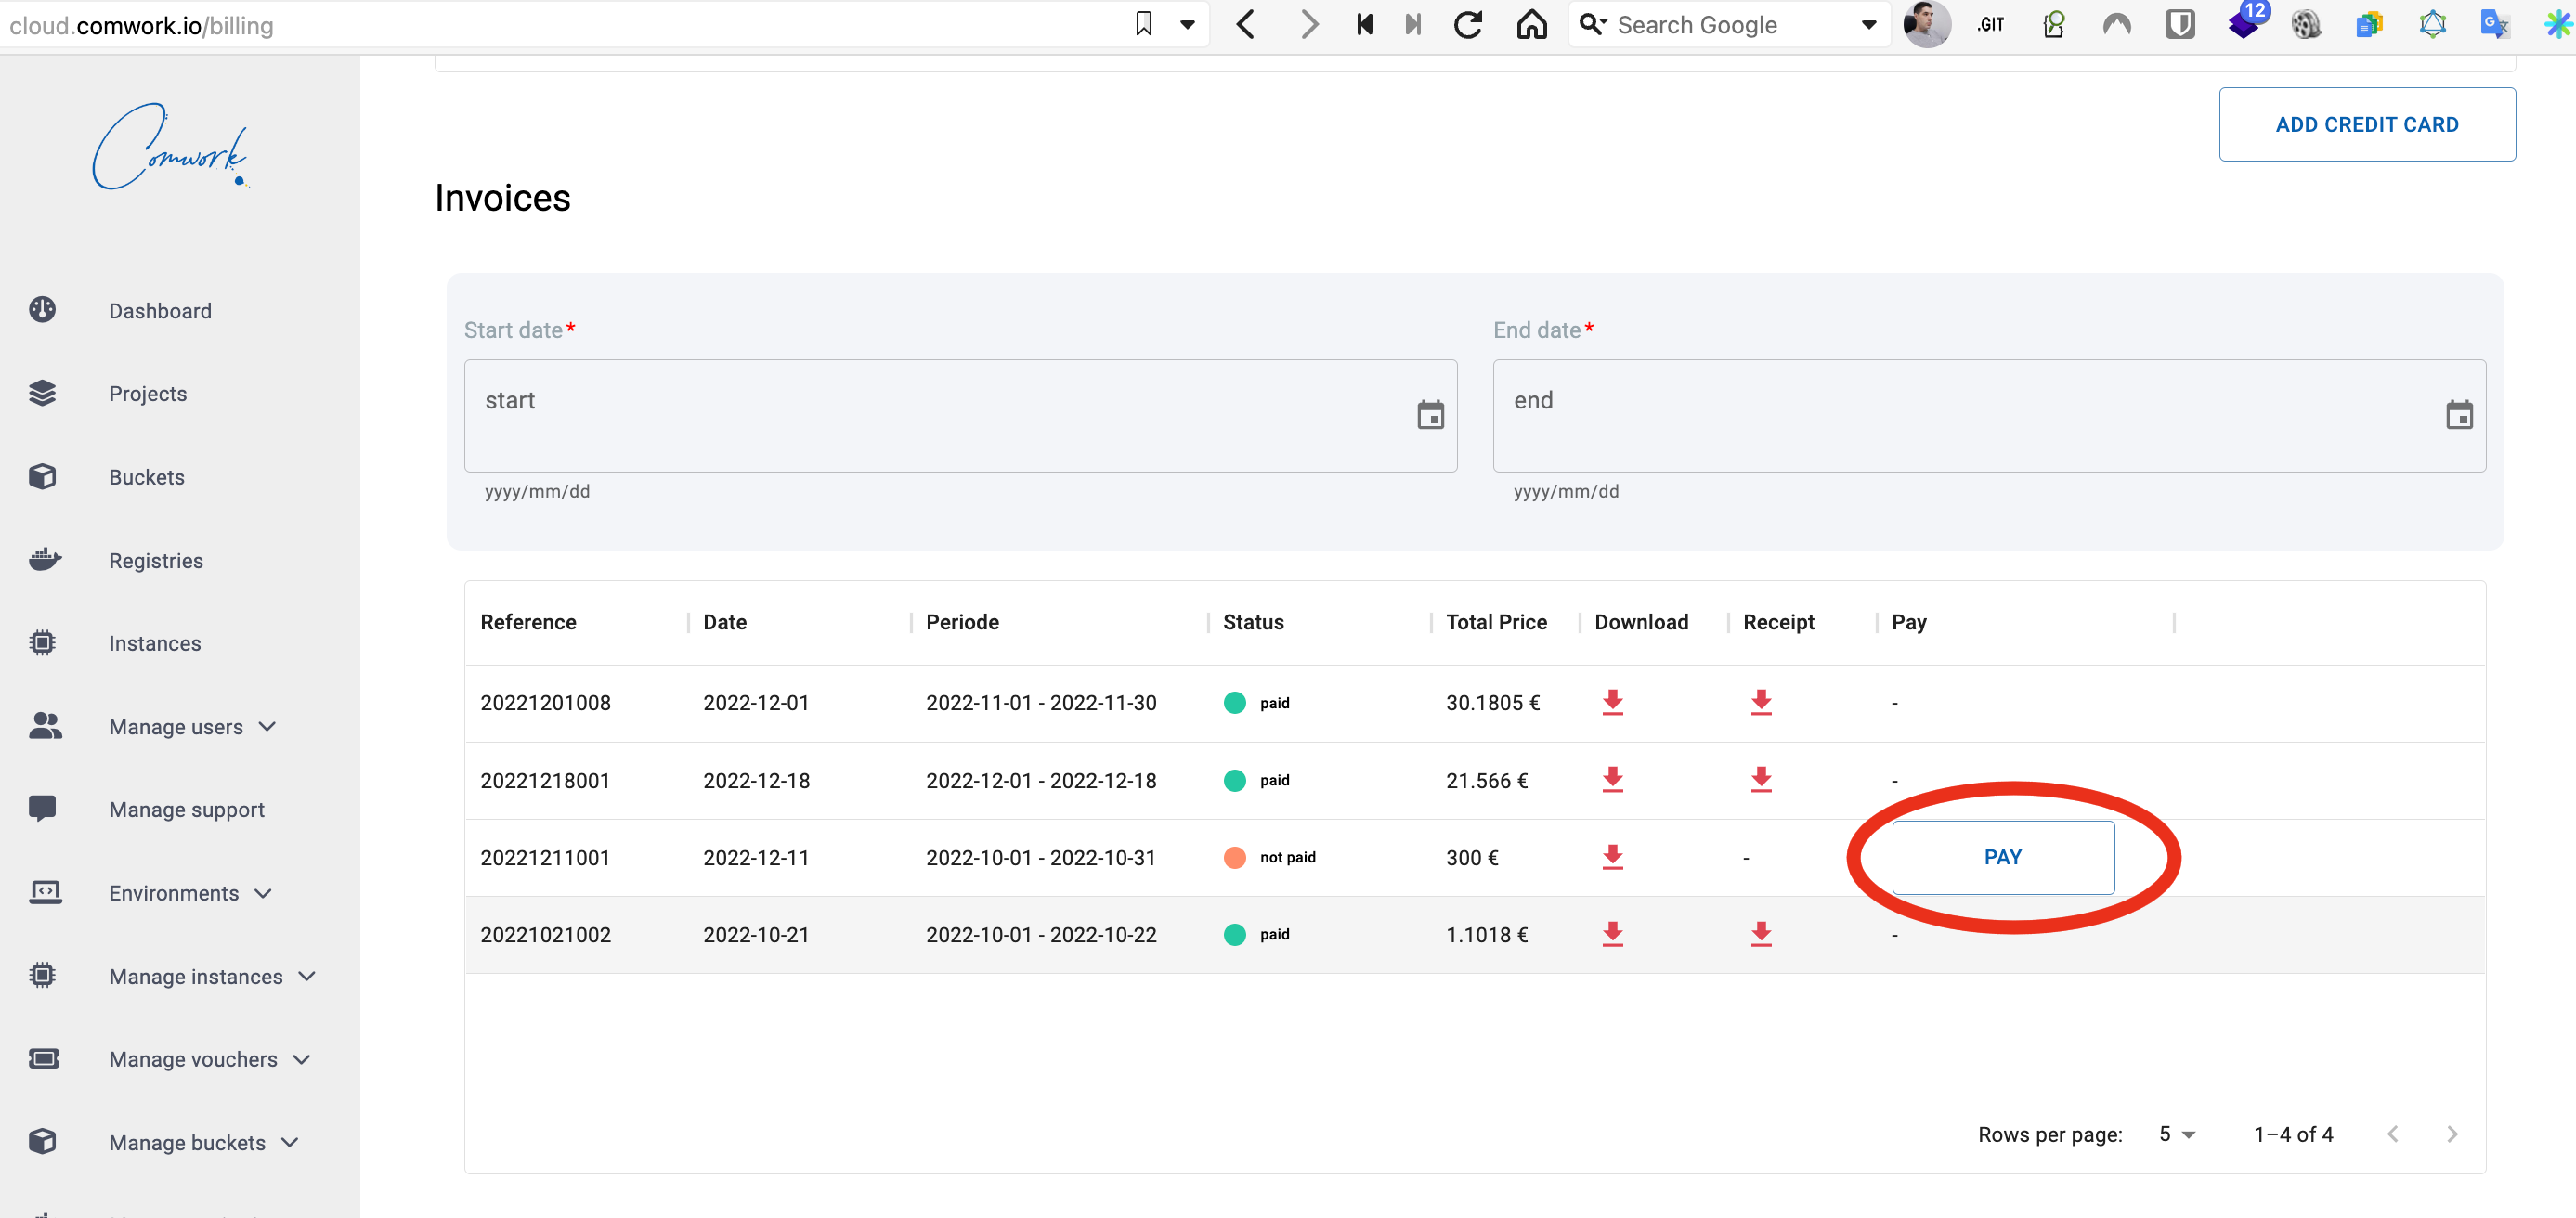 cloud.comwork.io/billing
Search Google
.GIT
12
Comwork
ADD CREDIT CARD
Invoices
Dashboard
Projects
Buckets
Registries
Instances
Manage users
Manage support
Environments
Manage instances
Manage vouchers
Manage buckets
Start date*
End date*
start
end
yyyy/mm/dd
yyyy/mm/dd
Reference Date Periode Status Total Price Download Receipt Pay
20221201008 2022-12-01 2022-11-01 - 2022-11-30 paid 30.1805 € -
20221218001 2022-12-18 2022-12-01 - 2022-12-18 paid 21.566 € -
20221211001 2022-12-11 2022-10-01 - 2022-10-31 not paid 300 € - PAY
20221021002 2022-10-21 2022-10-01 - 2022-10-22 paid 1.1018 € -
Rows per page: 5 1–4 of 4